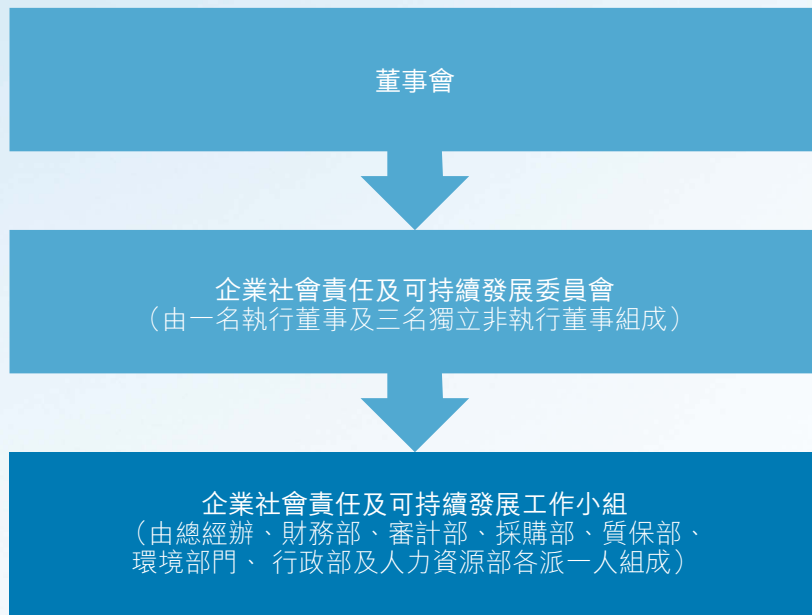 董事會
企業社會責任及可持續發展委員會
（由一名執行董事及三名獨立非執行董事組成）
企業社會責任及可持續發展工作小組
（由總經辦、財務部、審計部、採購部、質保部、
環境部門、 行政部及人力資源部各派一人組成）